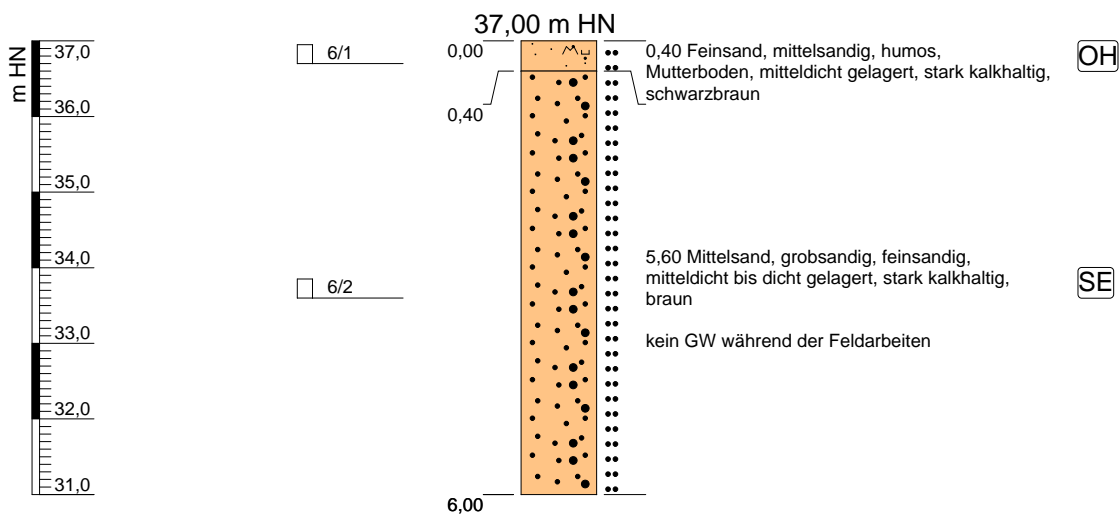 37,00 m HN
m HN
37,0
36,0
35,0
34,0
33,0
32,0
31,0
6/1
6/2
0,00
0,40
6,00
0,40 Feinsand, mittelsandig, humos,
Mutterboden, mitteldicht gelagert, stark kalkhaltig,
schwarzbraun
OH
5,60 Mittelsand, grobsandig, feinsandig,
mitteldicht bis dicht gelagert, stark kalkhaltig,
braun
SE
kein GW während der Feldarbeiten